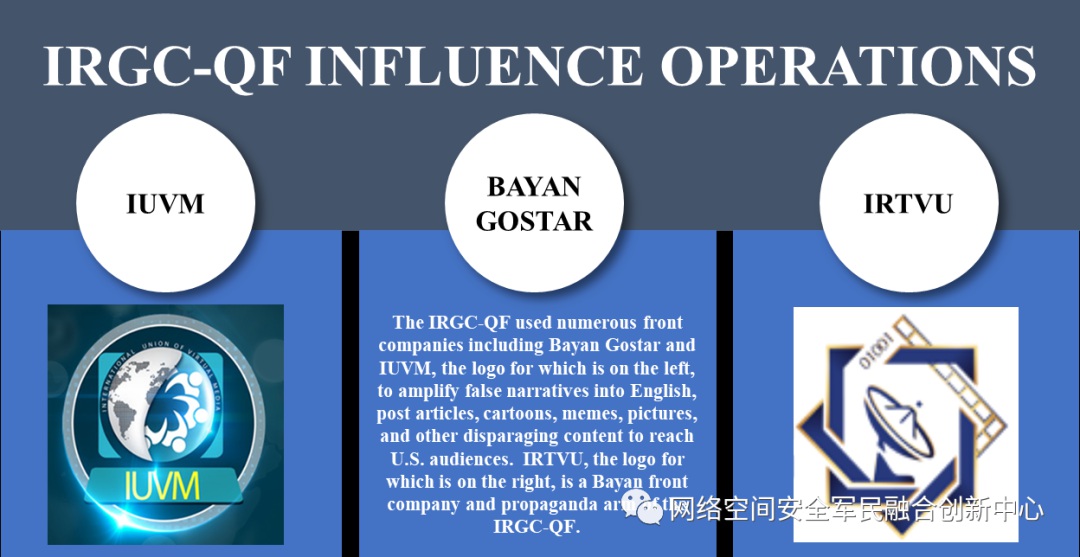 IRGC-QF INFLUENCE OPERATIONS
IUVM
BAYAN
GOSTAR
IRTVU
INTERNATIONAL UNION OF VIRTUAL MEDIA
IUVM
The IRGC-QF used numerous front
companies including Bayan Gostar and
IUVM, the logo for which is on the left,
to amplify false narratives into English,
post articles, cartoons, memes, pictures,
and other disparaging content to reach
U.S. audiences. IRTVU, the logo for
which is on the right, is a Bayan front
company and propaganda
IRGC-QF.
01001
网络空间安全军民融合创新中心